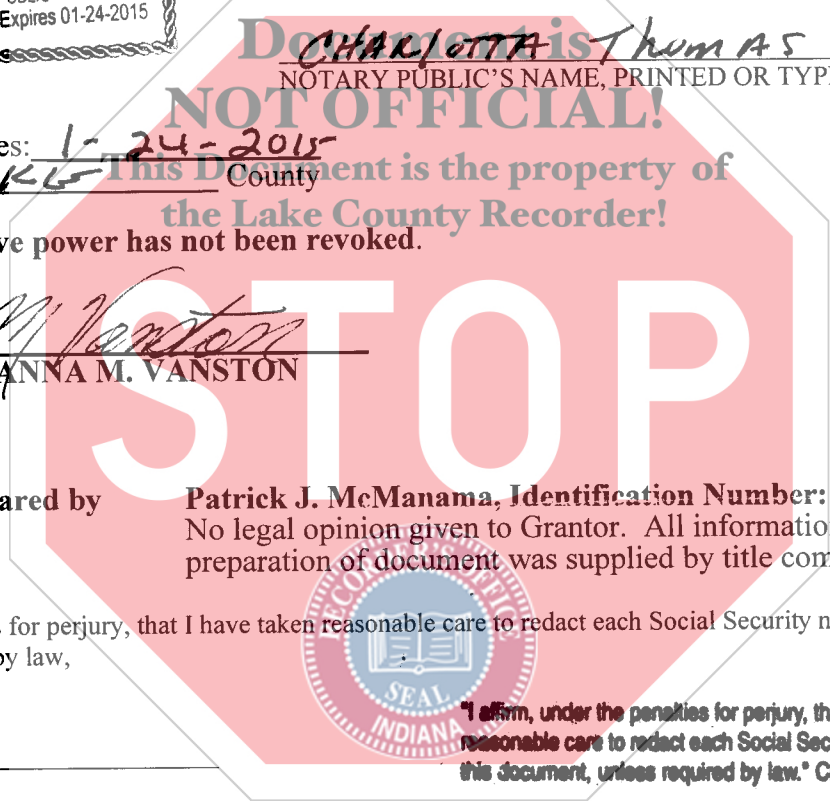 Expires 01-24-2015
Document is
CHARLOTTA Thomas
NOTARY PUBLIC'S NAME, PRINTED OR TYPE
NOT OFFICIAL!
es: 1-24-2015
This Document is the property of
County
the Lake County Recorder!
ve power has not been revoked.
STOP
M Vanston
ANNA M. VANSTON
ared by Patrick J. McManama, Identification Number:
No legal opinion given to Grantor. All informatio
preparation of document was supplied by title com
RECORDER'S OFFICE
for perjury, that I have taken reasonable care to redact each Social Security n
by law,
SEAL
INDIANA
"I affirm, under the penalties for perjury, th
reasonable care to redact each Social Sec
this document, unless required by law." C